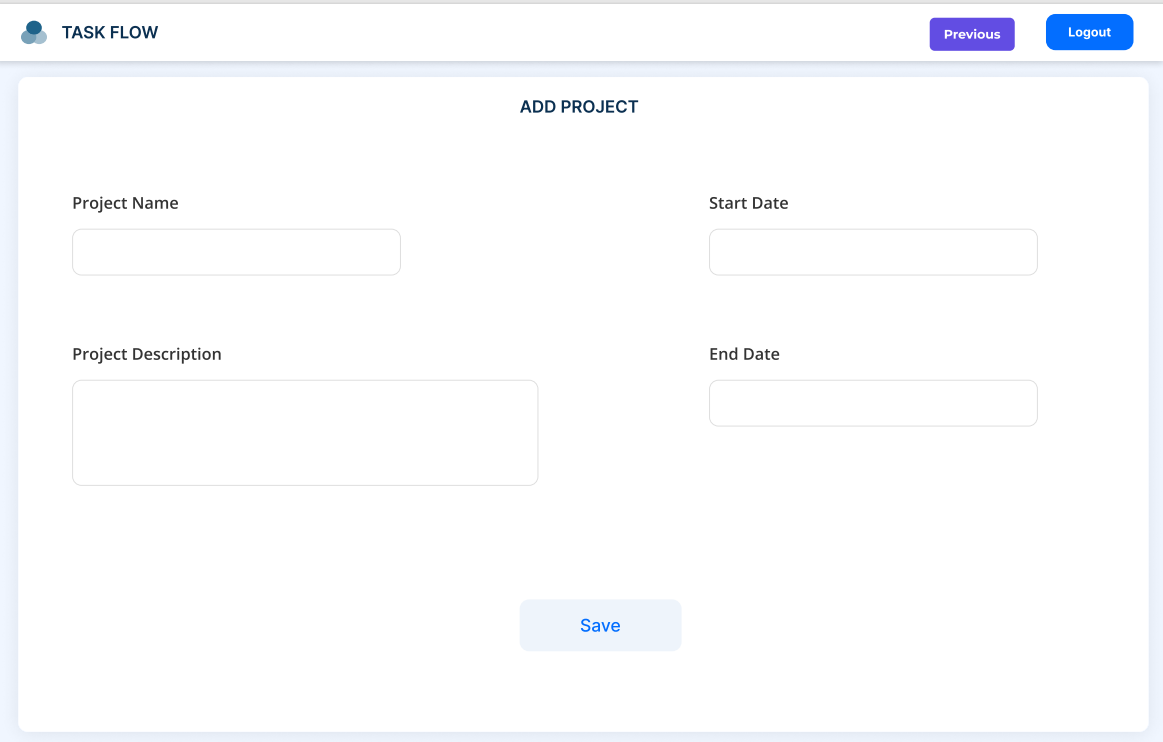 TASK FLOW
Previous
Logout
ADD PROJECT
Project Name
Start Date
Project Description
End Date
Save